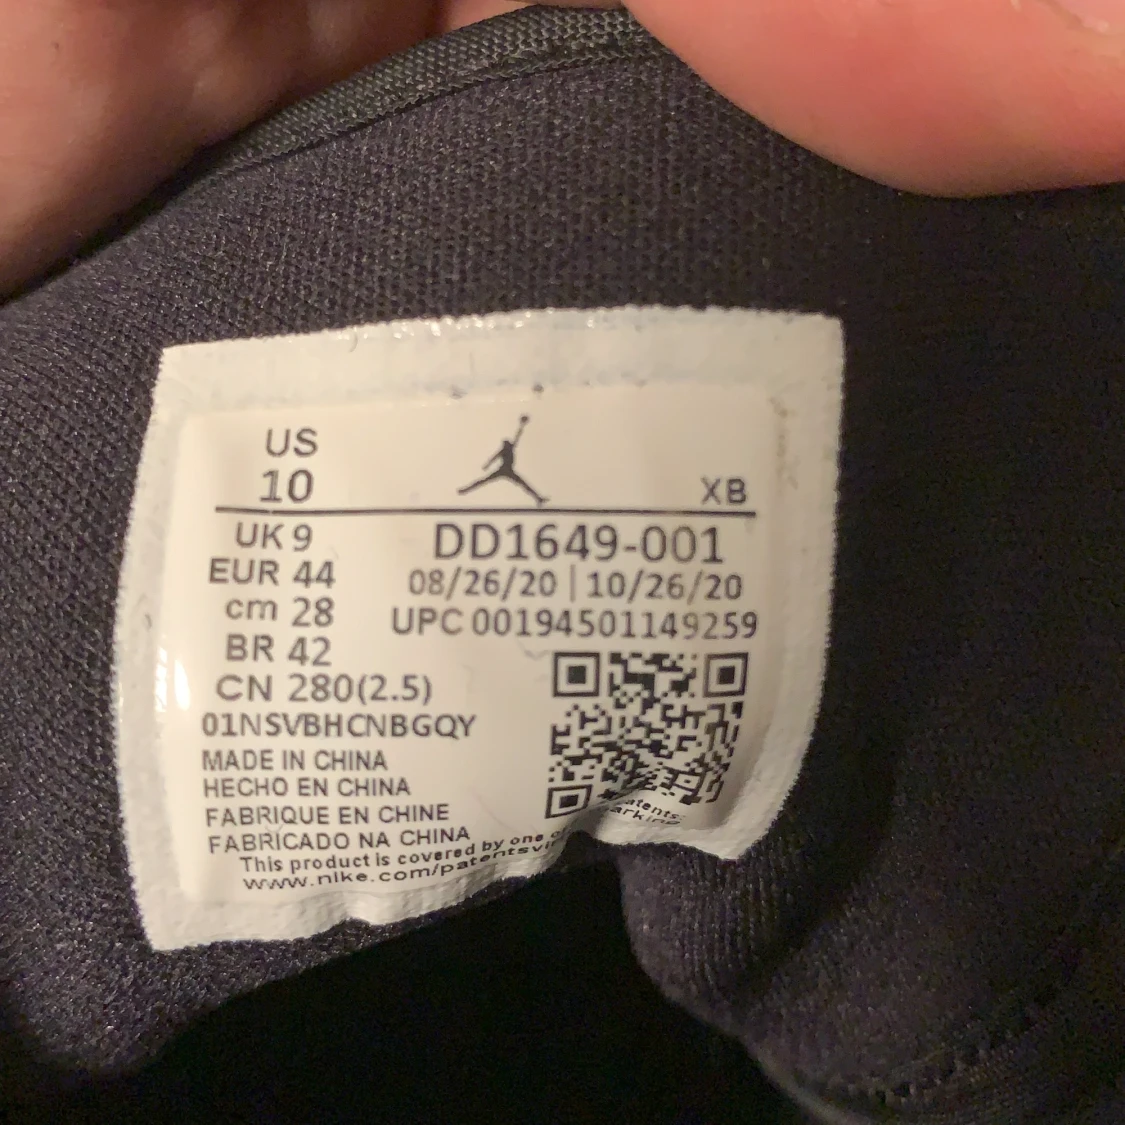 US
10
XB
UK 9
DD1649-001
EUR 44
08/26/20 | 10/26/20
cm 28
UPC 00194501149259
BR 42
CN 280(2.5)
01NSVBHCNBGQY
MADE IN CHINA
HECHO EN CHINA
FABRIQUE EN CHINE
FABRICADO NA CHINA
This product is covered by one of
www.nike.com/patents